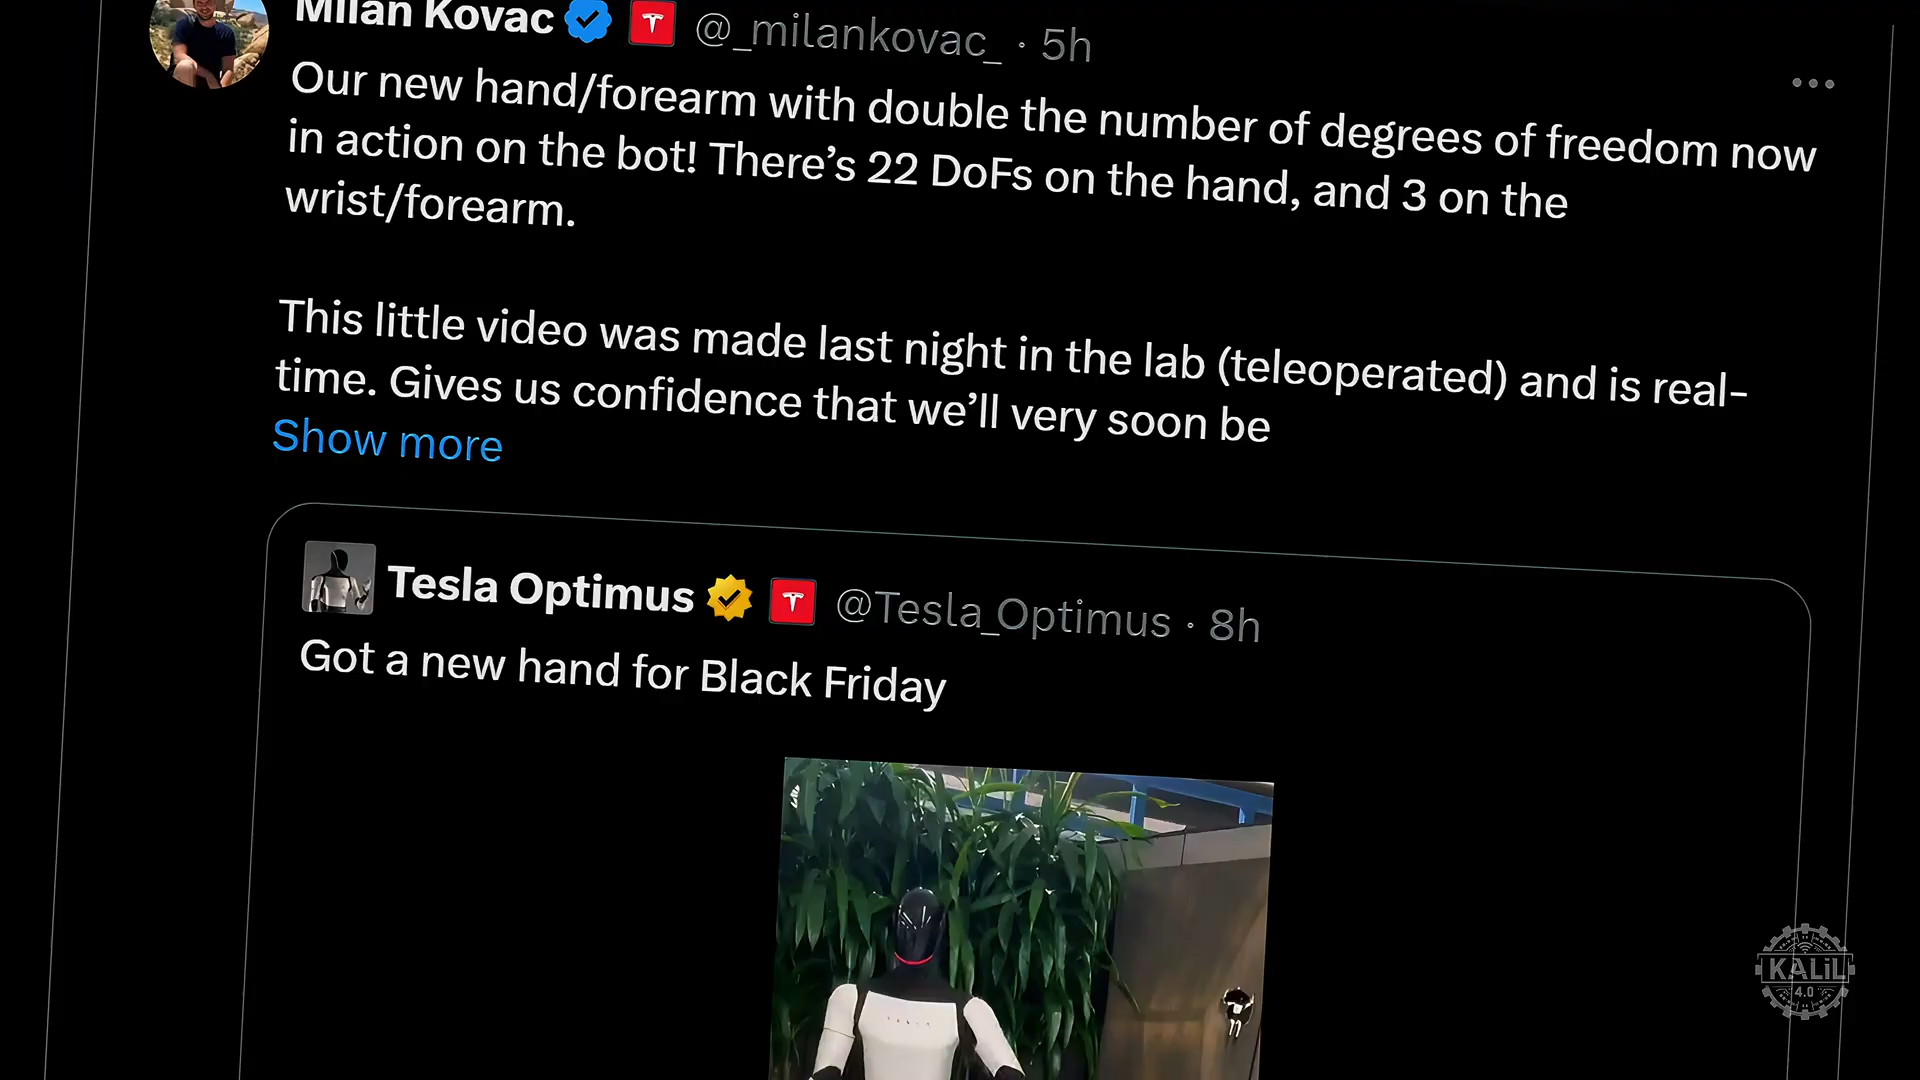 Milan Kovac @_milankovac_ · 5h
Our new hand/forearm with double the number of degrees of freedom now
in action on the bot! There’s 22 DoFs on the hand, and 3 on the
wrist/forearm.
This little video was made last night in the lab (teleoperated) and is real-
time. Gives us confidence that we’ll very soon be
Show more
Tesla Optimus @Tesla_Optimus · 8h
Got a new hand for Black Friday
TESLA
KALiL
4.0